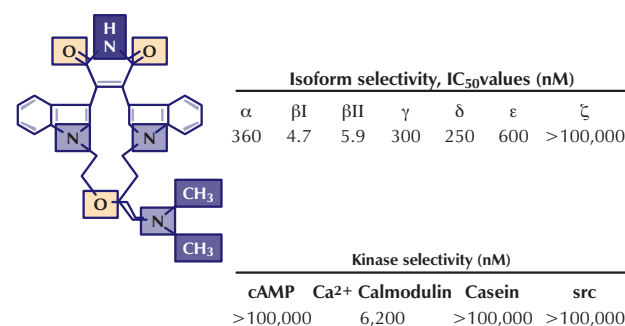 H
N
O O
N N
O
N
CH3
CH3
Isoform selectivity, IC50values (nM)
α βI βII γ δ ε ζ
360 4.7 5.9 300 250 600 >100,000
Kinase selectivity (nM)
cAMP Ca2+ Calmodulin Casein src
>100,000 6,200 >100,000 >100,000